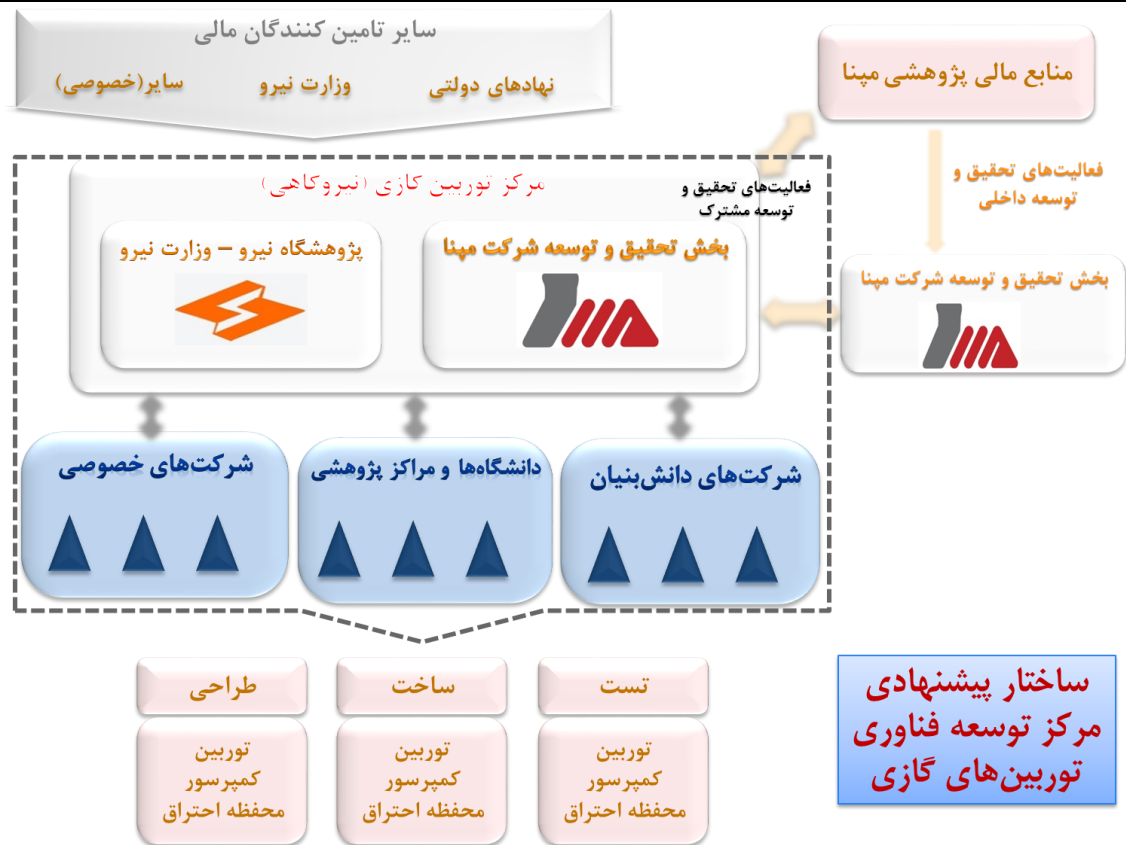 سایر تامین کنندگان مالی
نهادهای دولتی
وزارت نیرو
سایر(خصوصی)
منابع مالی پژوهشی مپنا
فعالیت‌های تحقیق و
توسعه داخلی
فعالیت‌های تحقیق و
توسعه مشترک
مرکز توربین گازی (نیروگاهی)
بخش تحقیق و توسعه شرکت مپنا
پژوهشگاه نیرو – وزارت نیرو
بخش تحقیق و توسعه شرکت مپنا
شرکت‌های دانش‌بنیان
دانشگاه‌ها و مراکز پژوهشی
شرکت‌های خصوصی
تست
ساخت
طراحی
توربین
کمپرسور
محفظه احتراق
توربین
کمپرسور
محفظه احتراق
توربین
کمپرسور
محفظه احتراق
ساختار پیشنهادی
مرکز توسعه فناوری
توربین‌های گازی